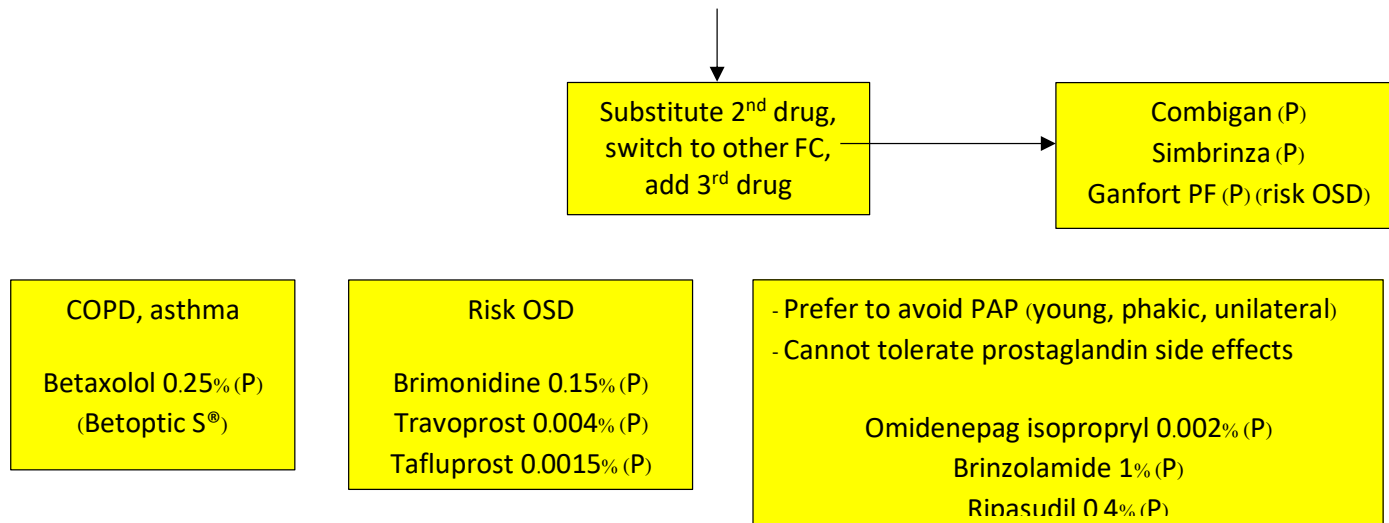 Substitute 2nd drug,
switch to other FC,
add 3rd drug
Combigan (P)
Simbrinza (P)
Ganfort PF (P) (risk OSD)
COPD, asthma
Betaxolol 0.25% (P)
(Betoptic S®)
Risk OSD
Brimonidine 0.15% (P)
Travoprost 0.004% (P)
Tafluprost 0.0015% (P)
- Prefer to avoid PAP (young, phakic, unilateral)
- Cannot tolerate prostaglandin side effects
Omidenepag isopropryl 0.002% (P)
Brinzolamide 1% (P)
Ripasudil 0.4% (P)